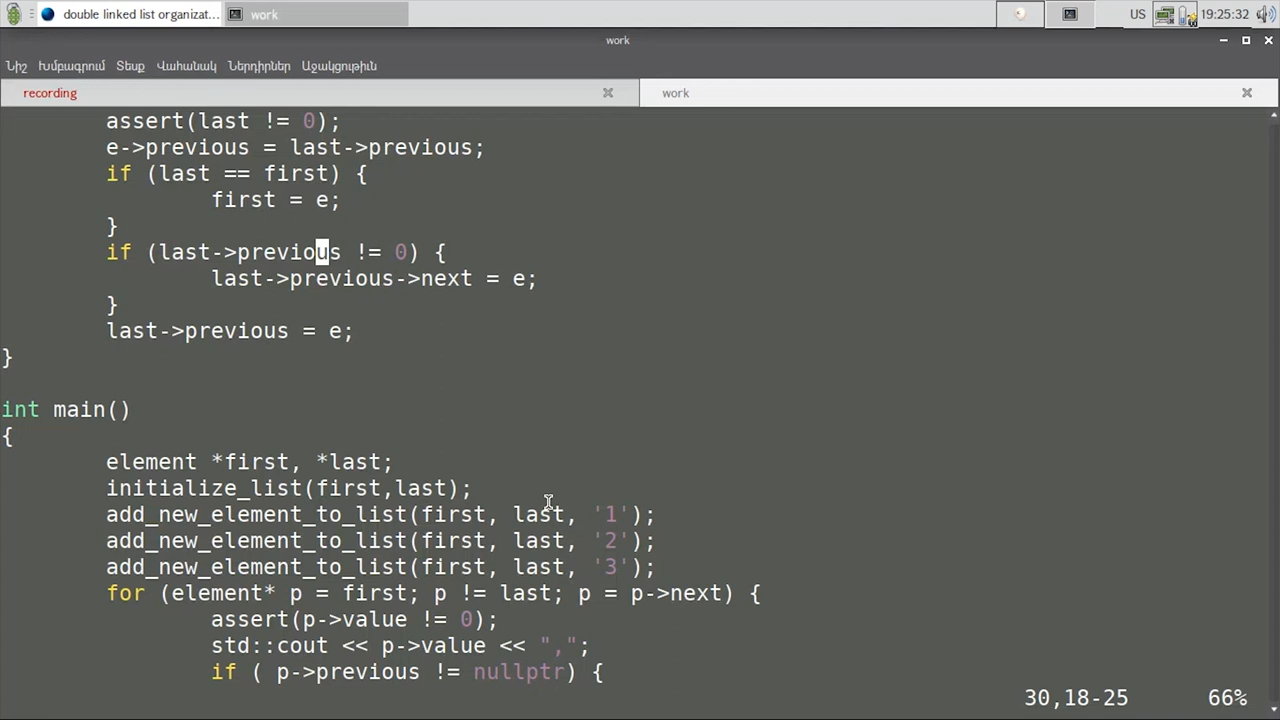 double linked list organizat... work US 19:25:32
work
Նիշ Խմբագրում Տեսք Վահանակ Ներդիրներ Աջակցութիւն
recording work
assert(last != 0);
e->previous = last->previous;
if (last == first) {
first = e;
}
if (last->previous != 0) {
last->previous->next = e;
}
last->previous = e;
}
int main()
{
element *first, *last;
initialize_list(first,last);
add_new_element_to_list(first, last, '1');
add_new_element_to_list(first, last, '2');
add_new_element_to_list(first, last, '3');
for (element* p = first; p != last; p = p->next) {
assert(p->value != 0);
std::cout << p->value << ",";
if ( p->previous != nullptr) {
30,18-25 66%